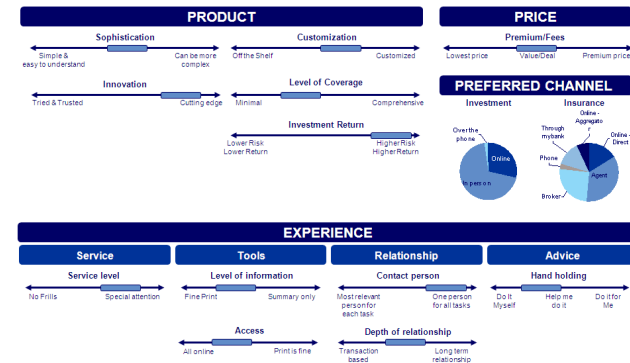 PRODUCT
Sophistication
Simple &
easy to understand
Can be more
complex
Customization
Off the Shelf
Customized
Innovation
Tried & Trusted
Cutting edge
Level of Coverage
Minimal
Comprehensive
Investment Return
Lower Risk
Lower Return
Higher Risk
Higher Return
PRICE
Premium/Fees
Lowest price
Value/Deal
Premium price
PREFERRED CHANNEL
Investment
Over the
phone
Online
In person
Insurance
Online -
Aggregato
r
Through
my bank
Online -
Direct
Phone
Agent
Broker
EXPERIENCE
Service
Service level
No Frills
Special attention
Tools
Level of information
Fine Print
Summary only
Access
All online
Print is fine
Relationship
Contact person
Most relevant
person for
each task
One person
for all tasks
Depth of relationship
Transaction
based
Long term
relationship
Advice
Hand holding
Do It
Myself
Help me
do it
Do it for
Me